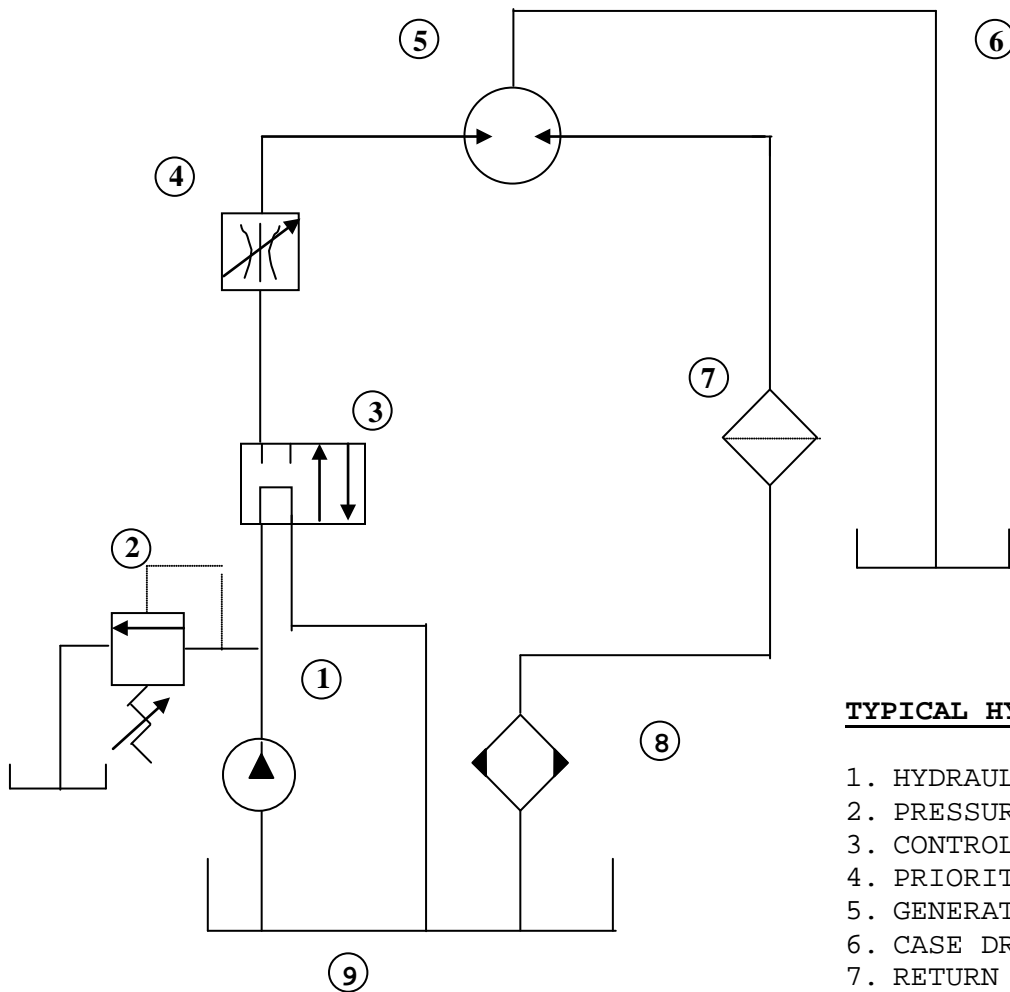 5
6
4
7
3
2
1
8
TYPICAL HY
1. HYDRAUL
2. PRESSUR
3. CONTROL
4. PRIORIT
5. GENERAT
6. CASE DR
7. RETURN
9